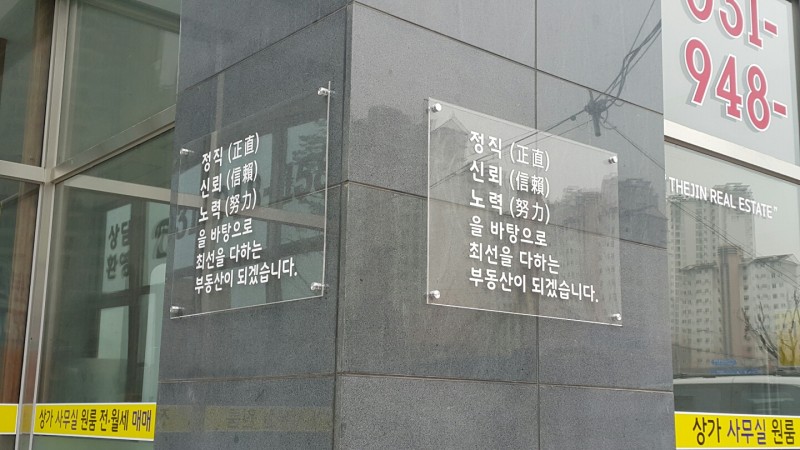 정직 (正直)
신뢰 (信賴)
노력 (努力)
을 바탕으로
최선을 다하는
부동산이 되겠습니다.
정직 (正直)
신뢰 (信賴)
노력 (努力)
을 바탕으로
최선을 다하는
부동산이 되겠습니다.
031-
948-
THEJIN REAL ESTATE"
상담
환영
상가 사무실 원룸 전·월세 매매
상가 사무실 원룸